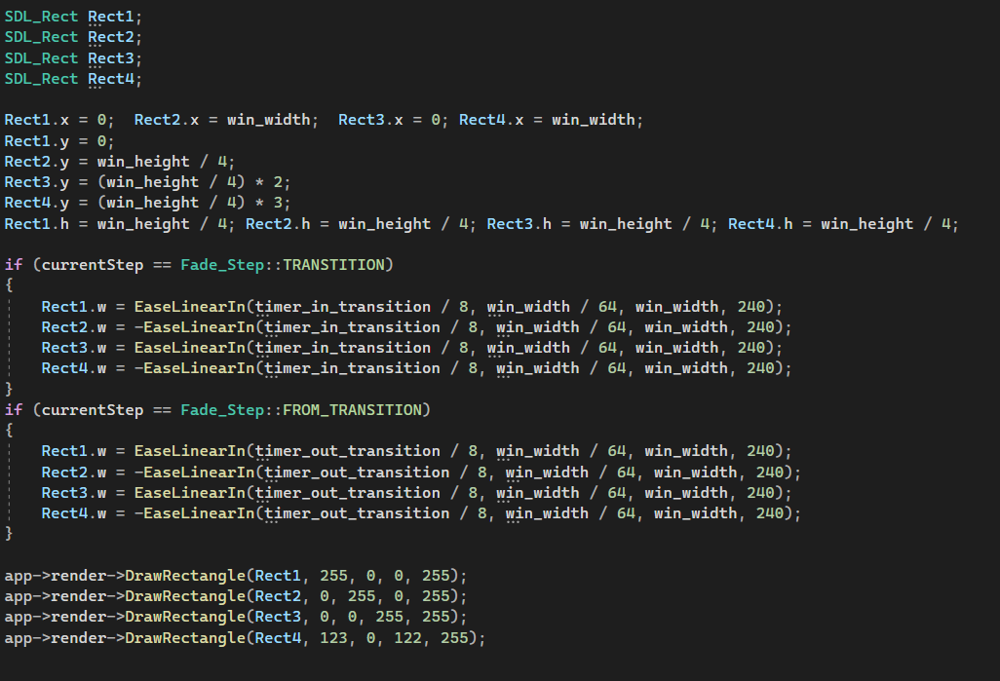 SDL_Rect Rect1;
SDL_Rect Rect2;
SDL_Rect Rect3;
SDL_Rect Rect4;
Rect1.x = 0;  Rect2.x = win_width;  Rect3.x = 0; Rect4.x = win_width;
Rect1.y = 0;
Rect2.y = win_height / 4;
Rect3.y = (win_height / 4) * 2;
Rect4.y = (win_height / 4) * 3;
Rect1.h = win_height / 4; Rect2.h = win_height / 4; Rect3.h = win_height / 4; Rect4.h = win_height / 4;
if (currentStep == Fade_Step::TRANSTITION)
{
    Rect1.w = EaseLinearIn(timer_in_transition / 8, win_width / 64, win_width, 240);
    Rect2.w = -EaseLinearIn(timer_in_transition / 8, win_width / 64, win_width, 240);
    Rect3.w = EaseLinearIn(timer_in_transition / 8, win_width / 64, win_width, 240);
    Rect4.w = -EaseLinearIn(timer_in_transition / 8, win_width / 64, win_width, 240);
}
if (currentStep == Fade_Step::FROM_TRANSITION)
{
    Rect1.w = EaseLinearIn(timer_out_transition / 8, win_width / 64, win_width, 240);
    Rect2.w = -EaseLinearIn(timer_out_transition / 8, win_width / 64, win_width, 240);
    Rect3.w = EaseLinearIn(timer_out_transition / 8, win_width / 64, win_width, 240);
    Rect4.w = -EaseLinearIn(timer_out_transition / 8, win_width / 64, win_width, 240);
}
app->render->DrawRectangle(Rect1, 255, 0, 0, 255);
app->render->DrawRectangle(Rect2, 0, 255, 0, 255);
app->render->DrawRectangle(Rect3, 0, 0, 255, 255);
app->render->DrawRectangle(Rect4, 123, 0, 122, 255);